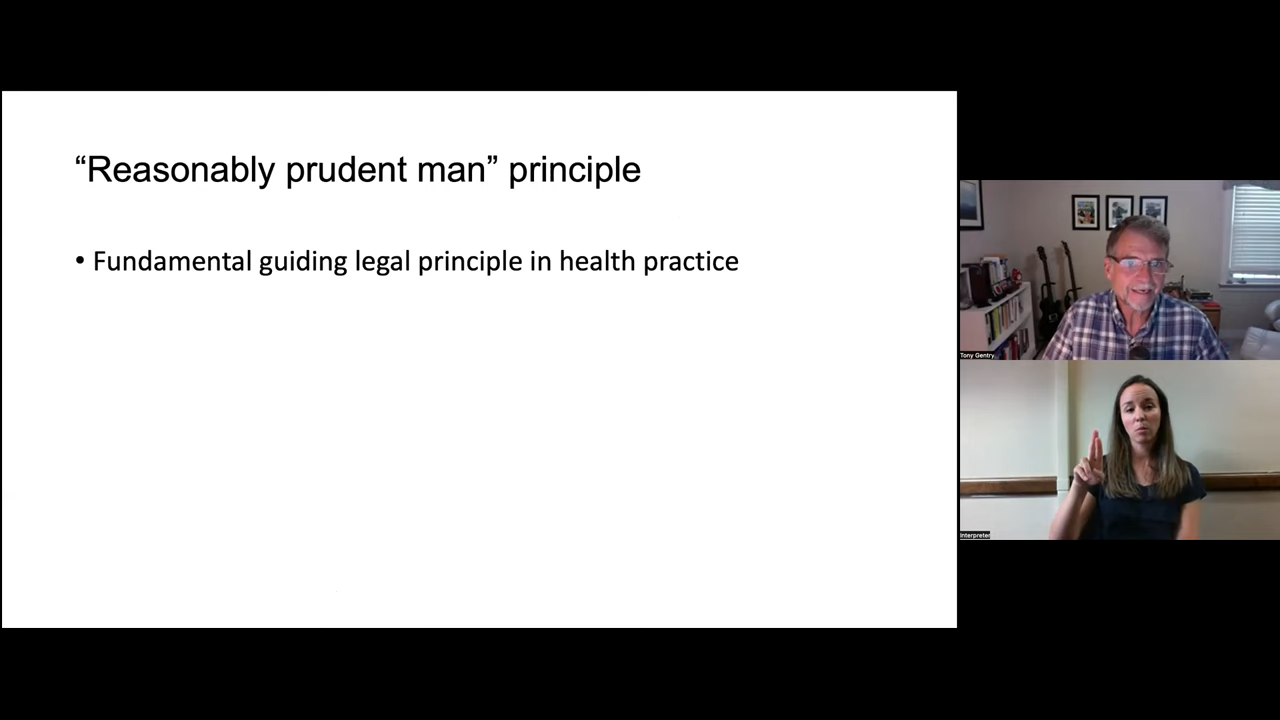 “Reasonably prudent man” principle
• Fundamental guiding legal principle in health practice
Tony Gentry
Interpreter